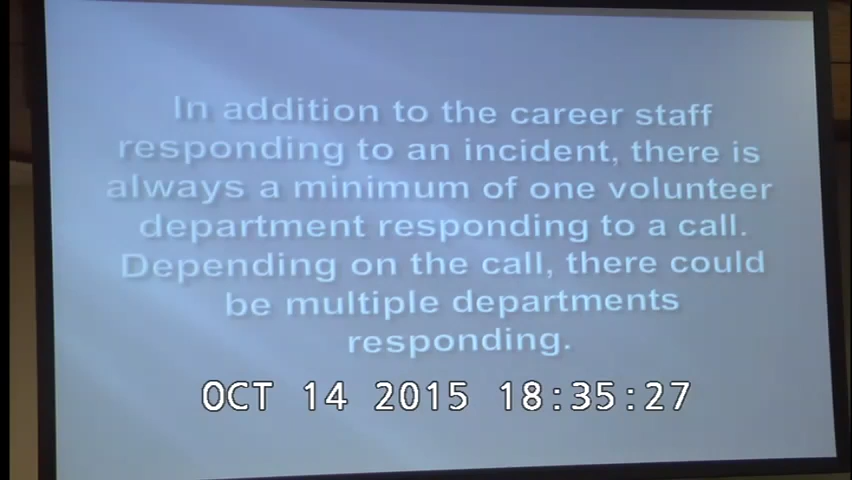 In addition to the career staff
responding to an incident, there is
always a minimum of one volunteer
department responding to a call.
Depending on the call, there could
be multiple departments
responding.
OCT 14 2015 18:35:27